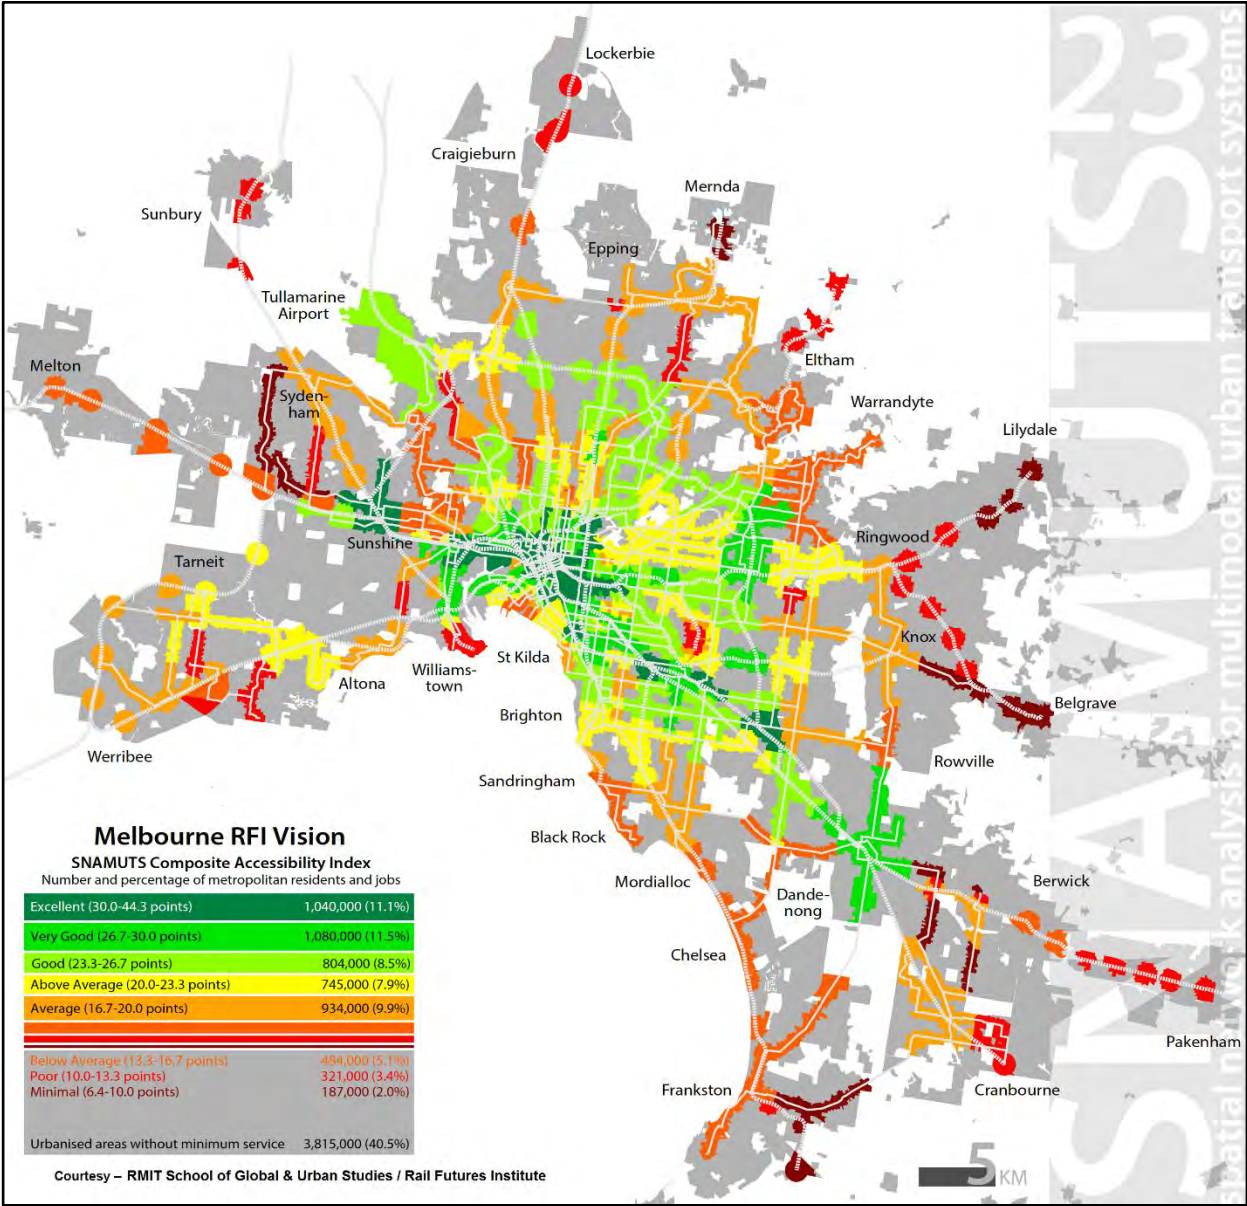 Lockerbie
Craigieburn
Mernda
Sunbury
Epping
Tullamarine
Airport
Eltham
Melton
Syden-
ham
Warrandyte
Lilydale
Sunshine
Ringwood
Tarneit
Knox
St Kilda
Altona
Williams-
town
Belgrave
Brighton
Werribee
Rowville
Sandringham
Black Rock
Mordialloc
Berwick
Dande-
nong
Chelsea
Pakenham
Frankston
Cranbourne
Melbourne RFI Vision
SNAMUTS Composite Accessibility Index
Number and percentage of metropolitan residents and jobs
Excellent (30.0-44.3 points) 1,040,000 (11.1%)
Very Good (26.7-30.0 points) 1,080,000 (11.5%)
Good (23.3-26.7 points) 804,000 (8.5%)
Above Average (20.0-23.3 points) 745,000 (7.9%)
Average (16.7-20.0 points) 934,000 (9.9%)
Below Average (13.3-16.7 points) 484,000 (5.1%)
Poor (10.0-13.3 points) 321,000 (3.4%)
Minimal (6.4-10.0 points) 187,000 (2.0%)
Urbanised areas without minimum service 3,815,000 (40.5%)
Courtesy – RMIT School of Global & Urban Studies / Rail Futures Institute
5 KM
SNAMUTS 23
spatial network analysis for multimodal urban transport systems